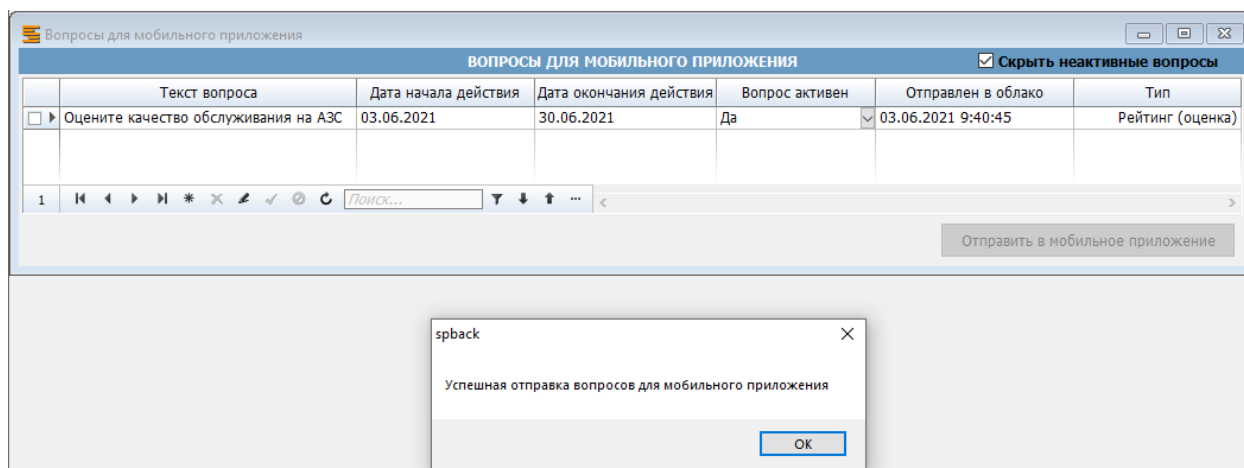 Вопросы для мобильного приложения
ВОПРОСЫ ДЛЯ МОБИЛЬНОГО ПРИЛОЖЕНИЯ Скрыть неактивные вопросы
Текст вопроса Дата начала действия Дата окончания действия Вопрос активен Отправлен в облако Тип
Оцените качество обслуживания на АЗС 03.06.2021 30.06.2021 Да 03.06.2021 9:40:45 Рейтинг (оценка)
1 Поиск...
Отправить в мобильное приложение
spback
Успешная отправка вопросов для мобильного приложения
ОК